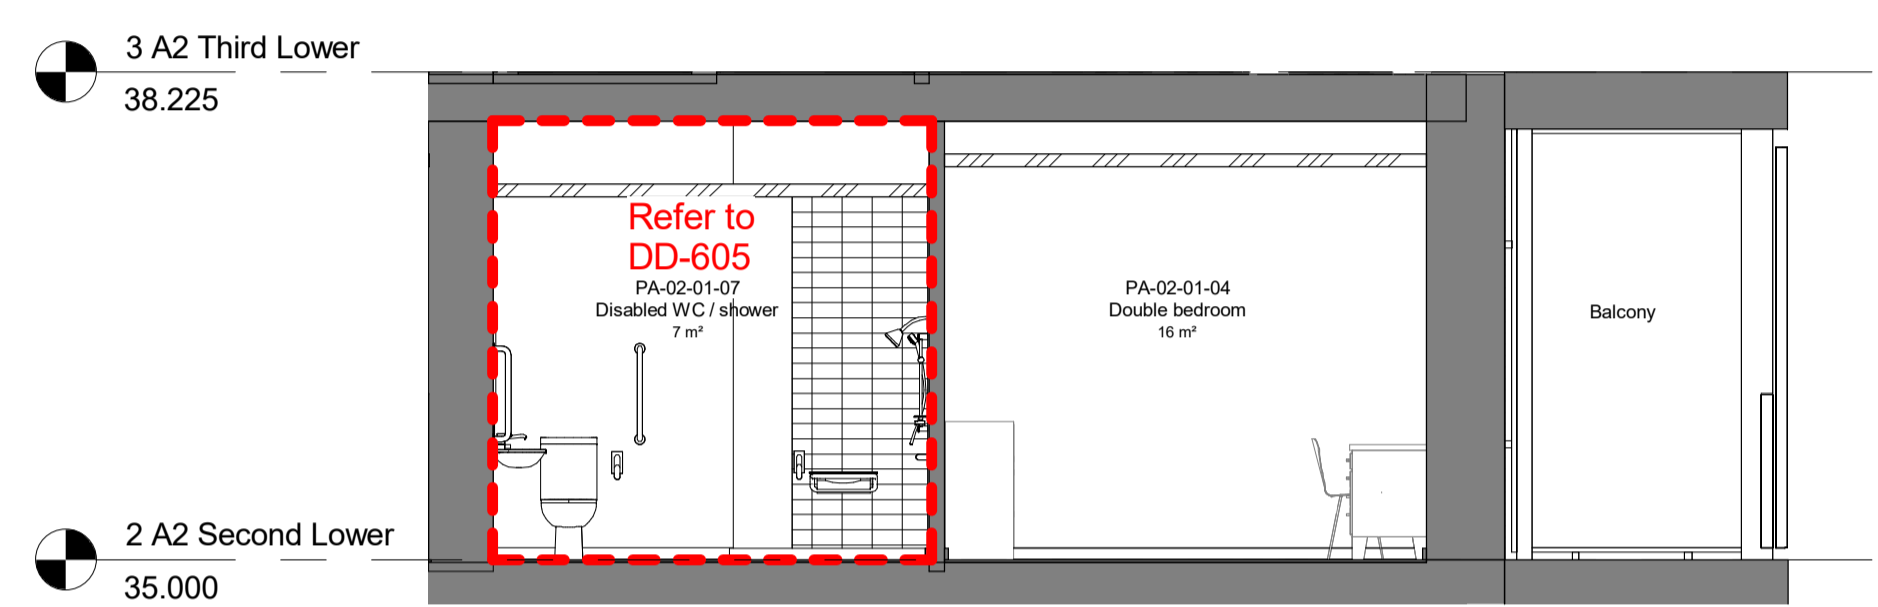 3 A2 Third Lower
38.225
Refer to
DD-605
PA-02-01-07
Disabled WC / shower
7 m²
PA-02-01-04
Double bedroom
16 m²
Balcony
2 A2 Second Lower
35.000